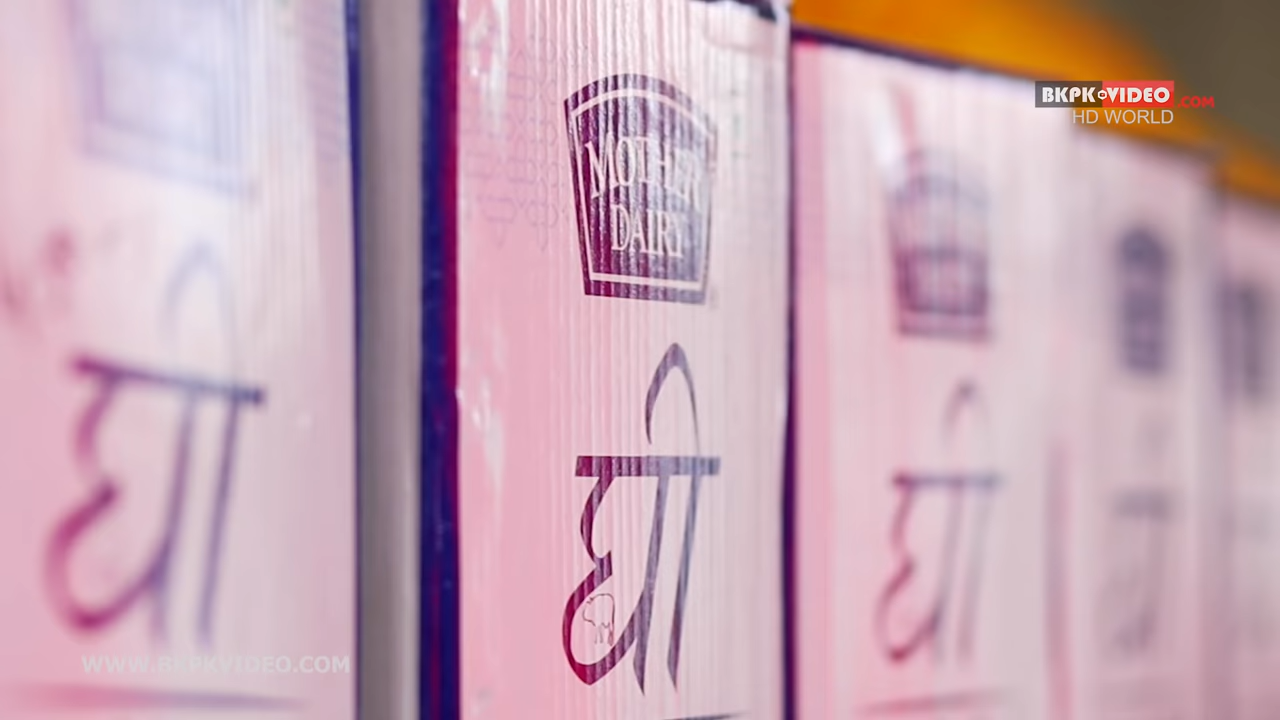 BKPK VIDEO.COM
HD WORLD
MOTHER
DAIRY
घी
घी
घी
WWW.BKPKVIDEO.COM